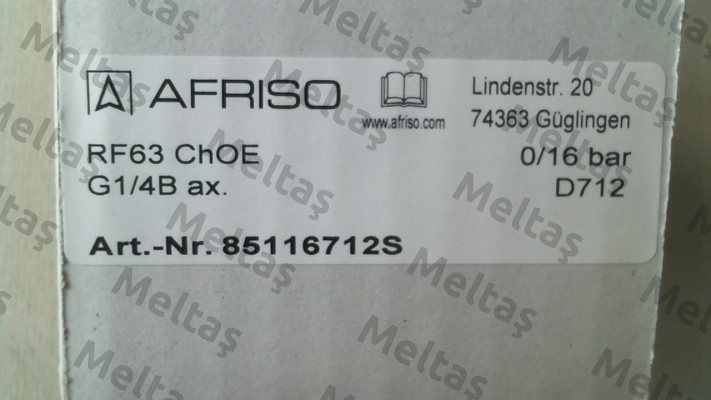 AFRISO
www.afriso.com
Lindenstr. 20
74363 Güglingen
RF63 ChOE 0/16 bar
G1/4B ax. D712
Art.-Nr. 85116712S
Meltaş